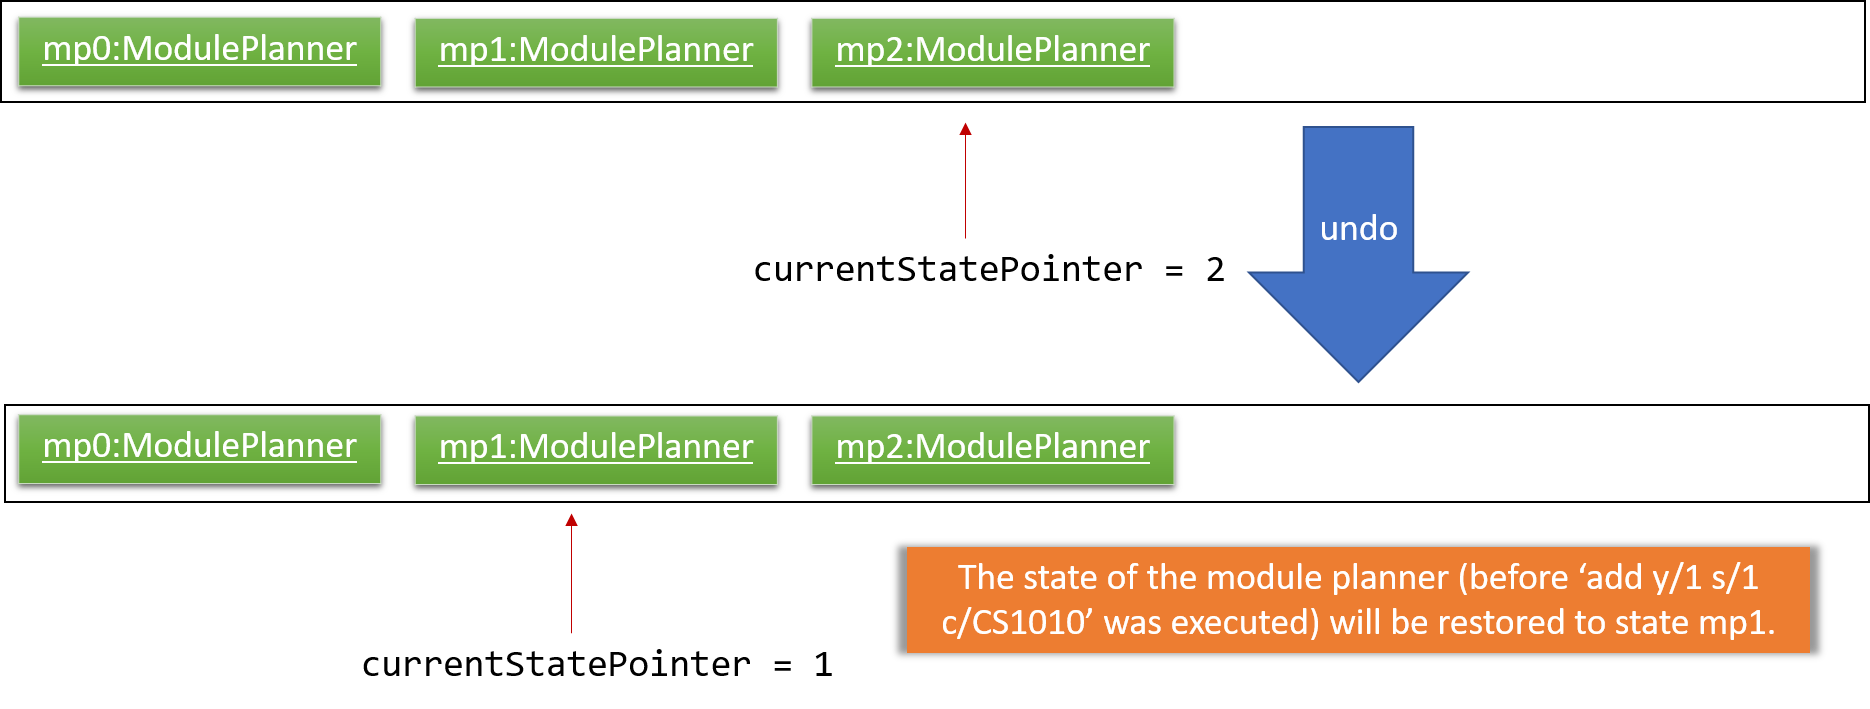 mp0:ModulePlanner mp1:ModulePlanner mp2:ModulePlanner
undo
currentStatePointer = 2
mp0:ModulePlanner mp1:ModulePlanner mp2:ModulePlanner
The state of the module planner (before ‘add y/1 s/1
c/CS1010’ was executed) will be restored to state mp1.
currentStatePointer = 1